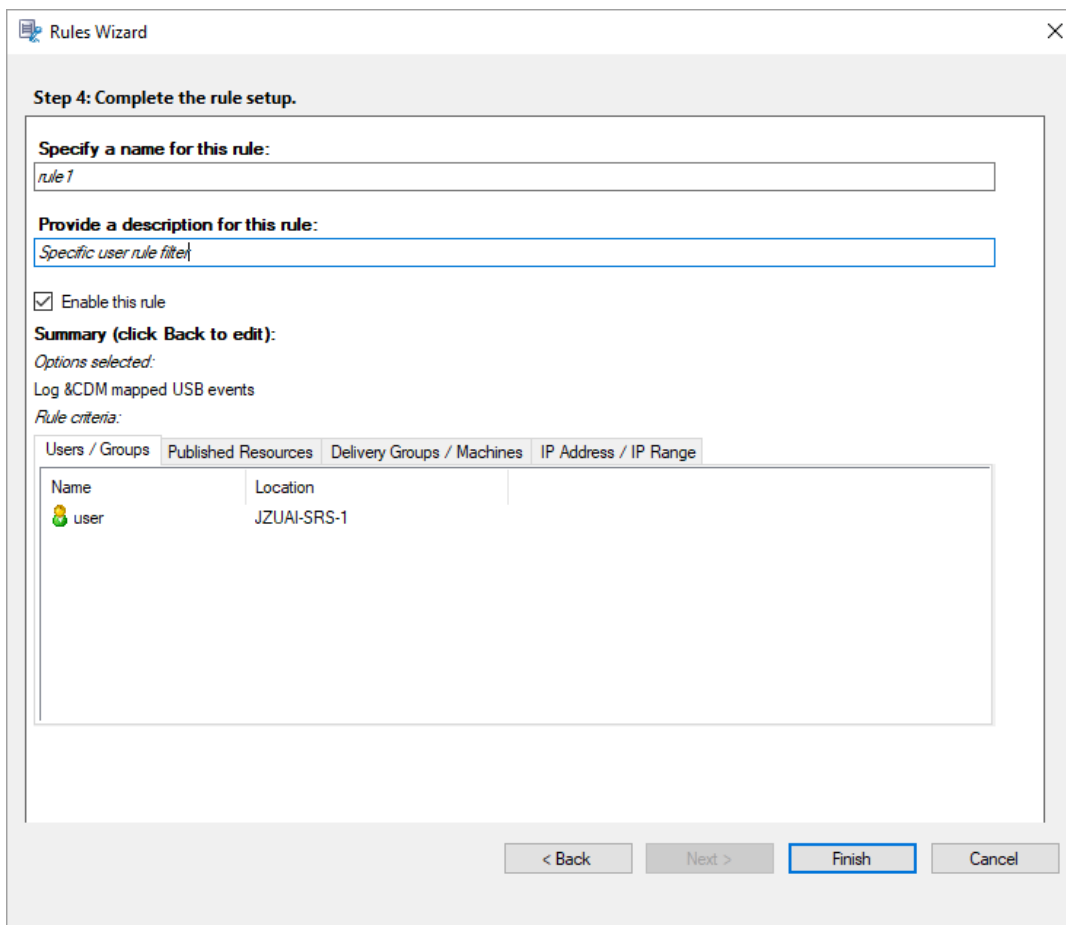 Rules Wizard
Step 4: Complete the rule setup.
Specify a name for this rule:
rule1
Provide a description for this rule:
Specific user rule filter
Enable this rule
Summary (click Back to edit):
Options selected:
Log &CDM mapped USB events
Rule criteria:
Users / Groups Published Resources Delivery Groups / Machines IP Address / IP Range
Name Location
user JZUAI-SRS-1
< Back Next > Finish Cancel